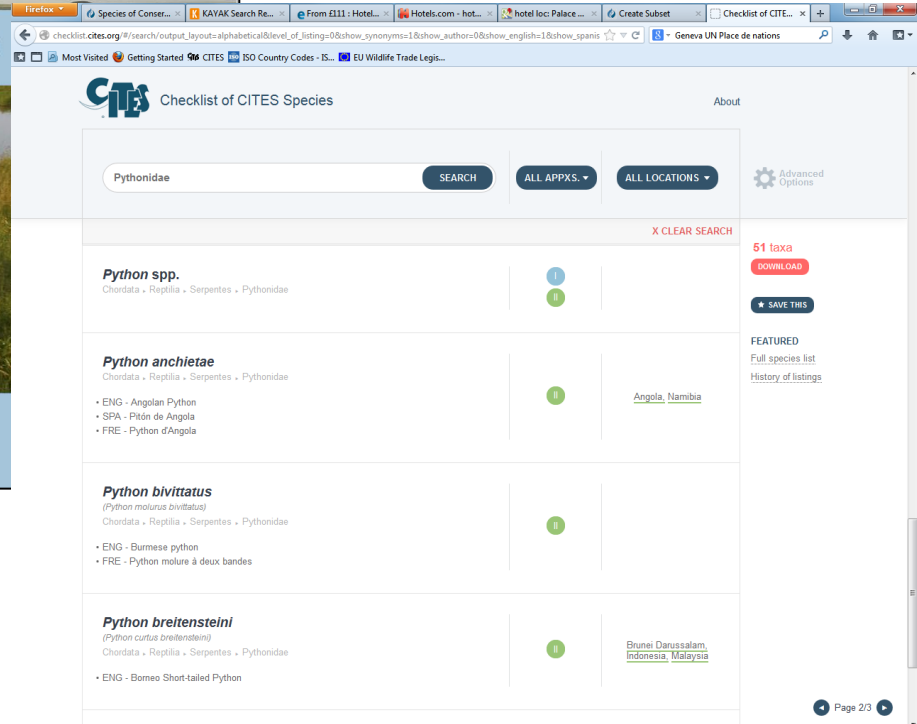 Firefox
Species of Conser...
KAYAK Search Re...
From £111 : Hotel...
Hotels.com - hot...
hotel loc: Palace ...
Create Subset
Checklist of CITE...
checklist.cites.org/#/search/output_layout=alphabetical&level_of_listing=0&show_synonyms=1&show_author=0&show_english=1&show_spanis
Geneva UN Place de nations
Most Visited
Getting Started
CITES
ISO Country Codes - IS...
EU Wildlife Trade Legis...
CITES
Checklist of CITES Species
About
Pythonidae
SEARCH
ALL APPXS.
ALL LOCATIONS
Advanced
Options
X CLEAR SEARCH
51 taxa
DOWNLOAD
★ SAVE THIS
FEATURED
Full species list
History of listings
Python spp.
Chordata • Reptilia • Serpentes • Pythonidae
I
II
Python anchietae
Chordata • Reptilia • Serpentes • Pythonidae
• ENG - Angolan Python
• SPA - Pitón de Angola
• FRE - Python d'Angola
II
Angola, Namibia
Python bivittatus
(Python molurus bivittatus)
Chordata • Reptilia • Serpentes • Pythonidae
• ENG - Burmese python
• FRE - Python molure à deux bandes
II
Python breitensteini
(Python curtus breitensteini)
Chordata • Reptilia • Serpentes • Pythonidae
• ENG - Borneo Short-tailed Python
II
Brunei Darussalam,
Indonesia, Malaysia
Page 2/3